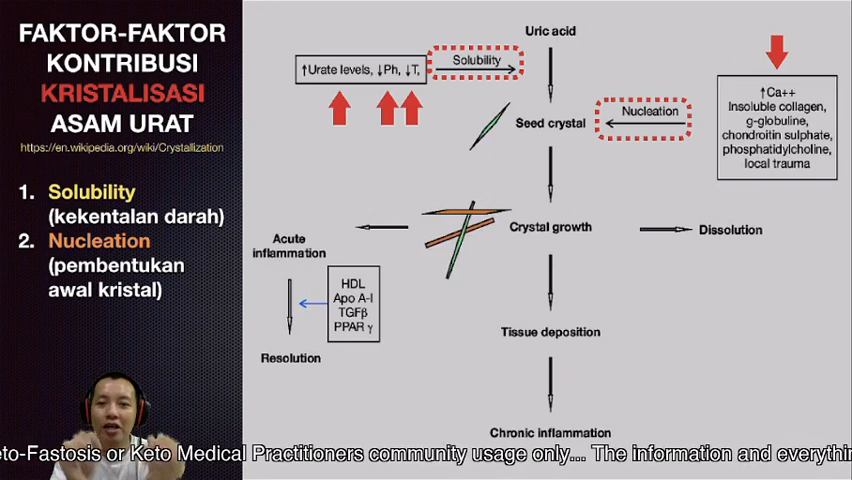 FAKTOR-FAKTOR
KONTRIBUSI
KRISTALISASI
ASAM URAT
https://en.wikipedia.org/wiki/Crystallization
1. Solubility
(kekentalan darah)
2. Nucleation
(pembentukan
awal kristal)
Uric acid
↑Urate levels, ↓Ph, ↓T,
Solubility
Seed crystal
Nucleation
↑Ca++
Insoluble collagen,
g-globuline,
chondroitin sulphate,
phosphatidylcholine,
local trauma
Crystal growth
Dissolution
Acute
inflammation
HDL
Apo A-I
TGFβ
PPAR γ
Resolution
Tissue deposition
Chronic inflammation
eto-Fastosis or Keto Medical Practitioners community usage only... The information and everythin